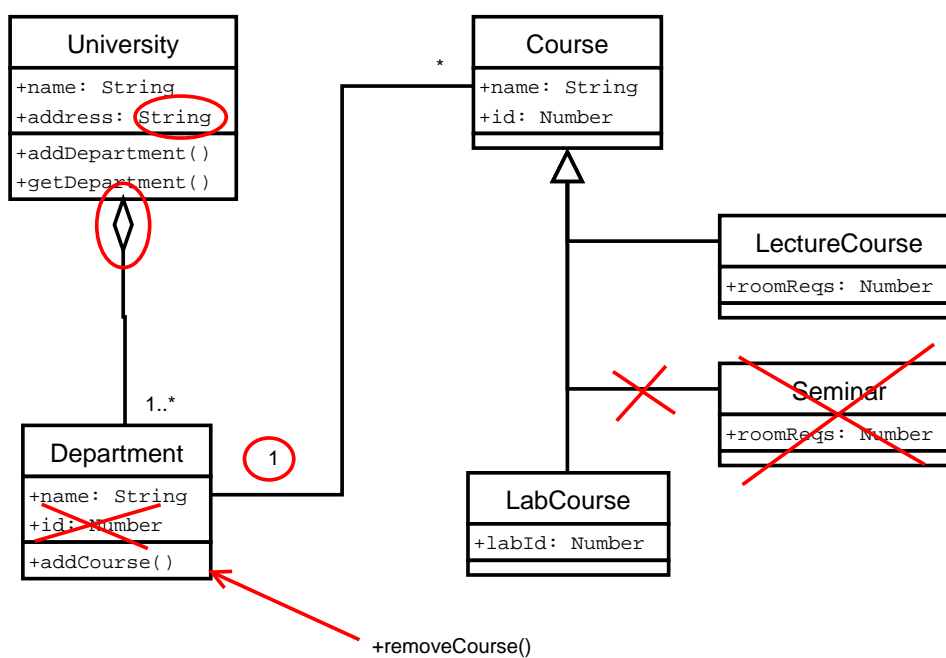 University
+name: String
+address: String
+addDepartment()
+getDepartment()
Course
+name: String
+id: Number
*
LectureCourse
+roomReqs: Number
Seminar
+roomReqs: Number
1..*
Department
+name: String
+id: Number
+addCourse()
1
LabCourse
+labId: Number
+removeCourse()